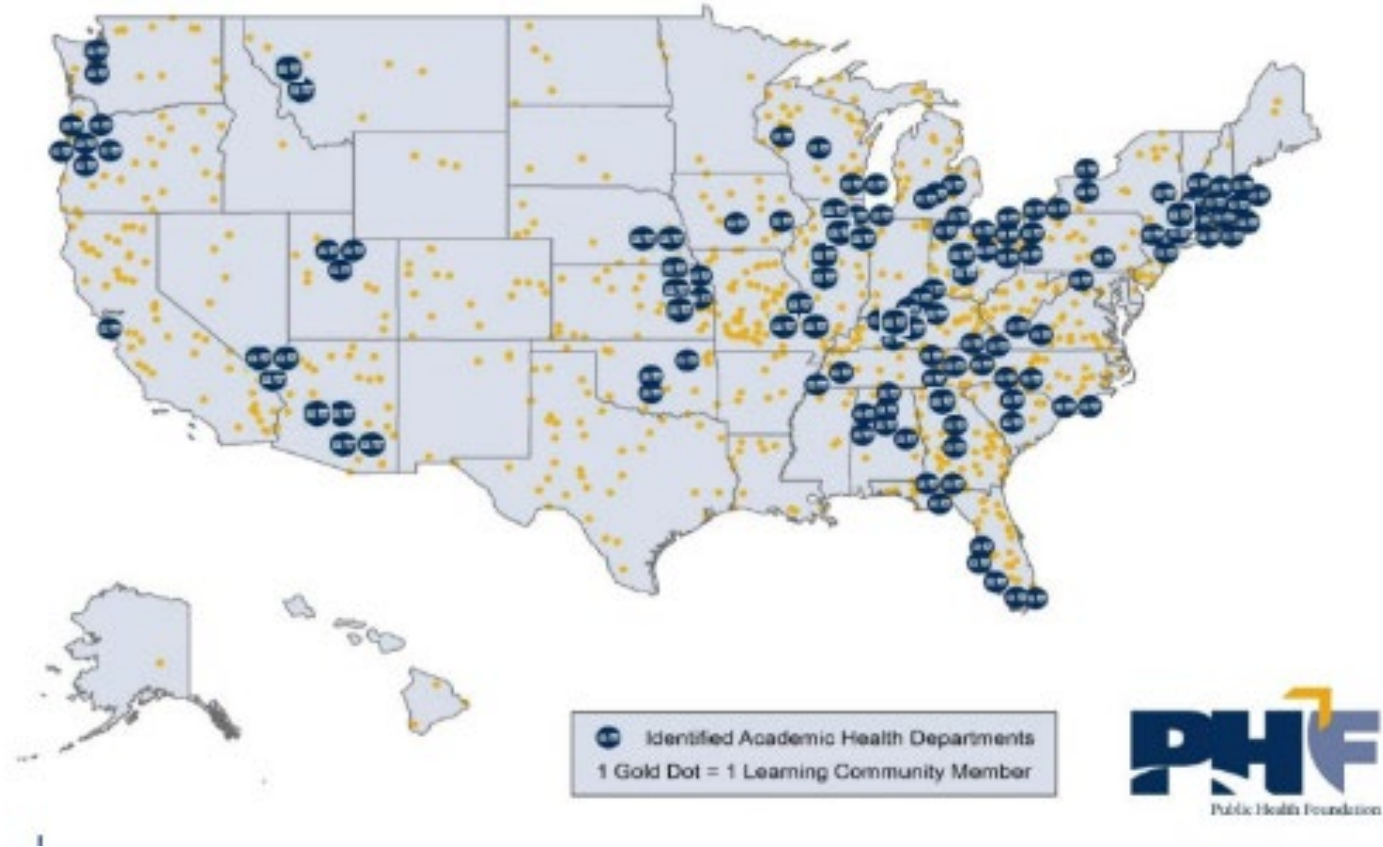 Identified Academic Health Departments
1 Gold Dot = 1 Learning Community Member
PHF
Public Health Foundation